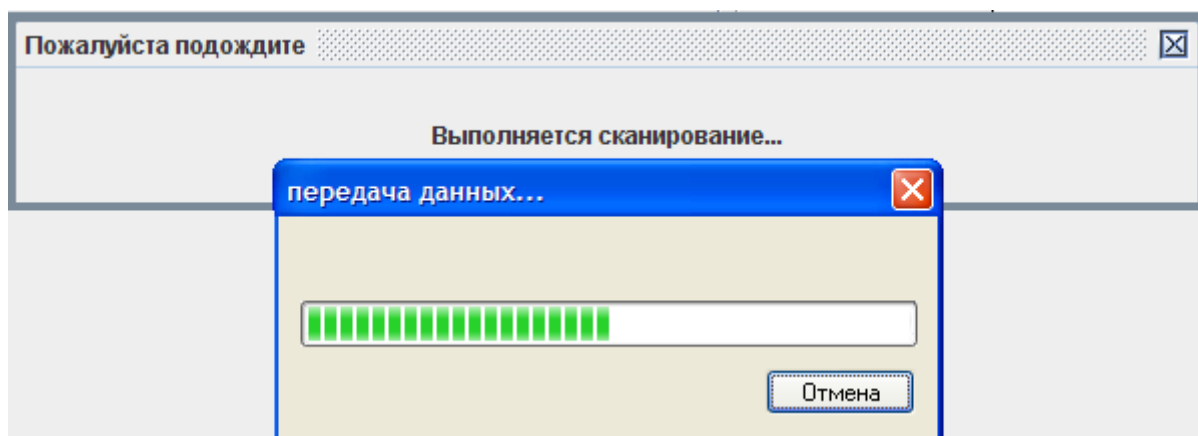 Пожалуйста подождите
Выполняется сканирование...
передача данных...
Отмена